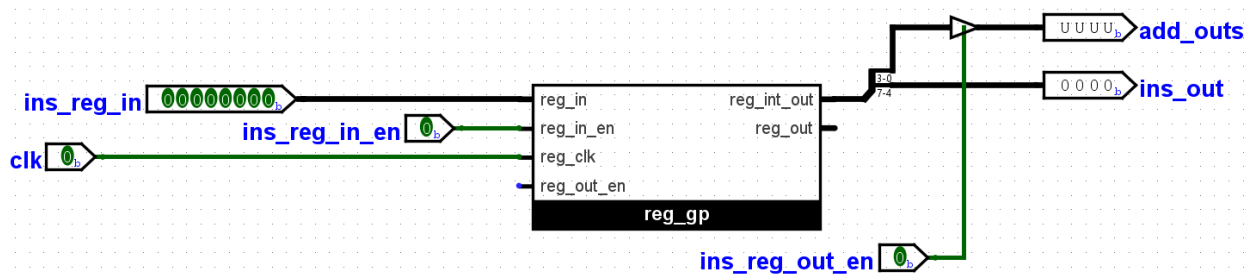 UUUU b add_outs
3-0
ins_reg_in 00000000 b reg_in reg_int_out 7-4 0000 b ins_out
ins_reg_in_en 0 b reg_in_en reg_out
clk 0 b reg_clk
reg_out_en
reg_gp
ins_reg_out_en 0 b